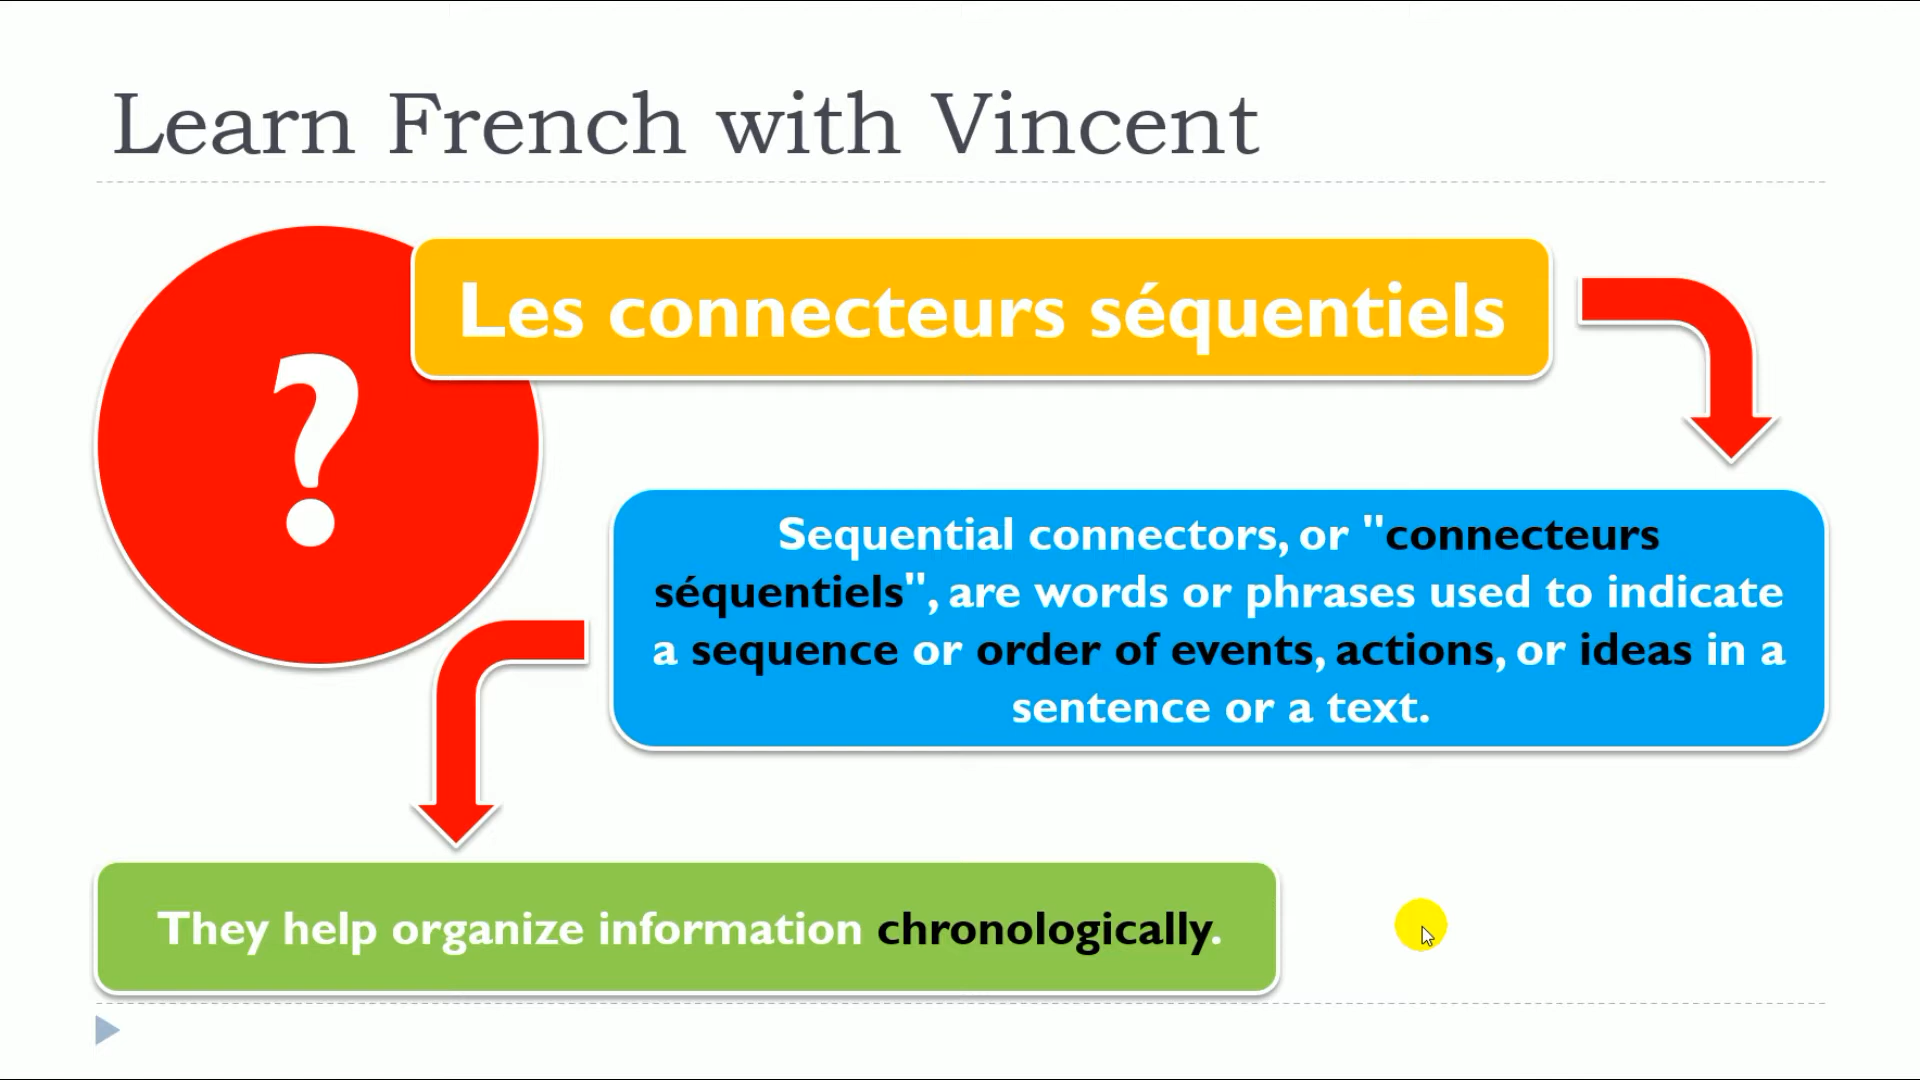 Learn French with Vincent
?
Les connecteurs séquentiels
Sequential connectors, or "connecteurs
séquentiels", are words or phrases used to indicate
a sequence or order of events, actions, or ideas in a
sentence or a text.
They help organize information chronologically.